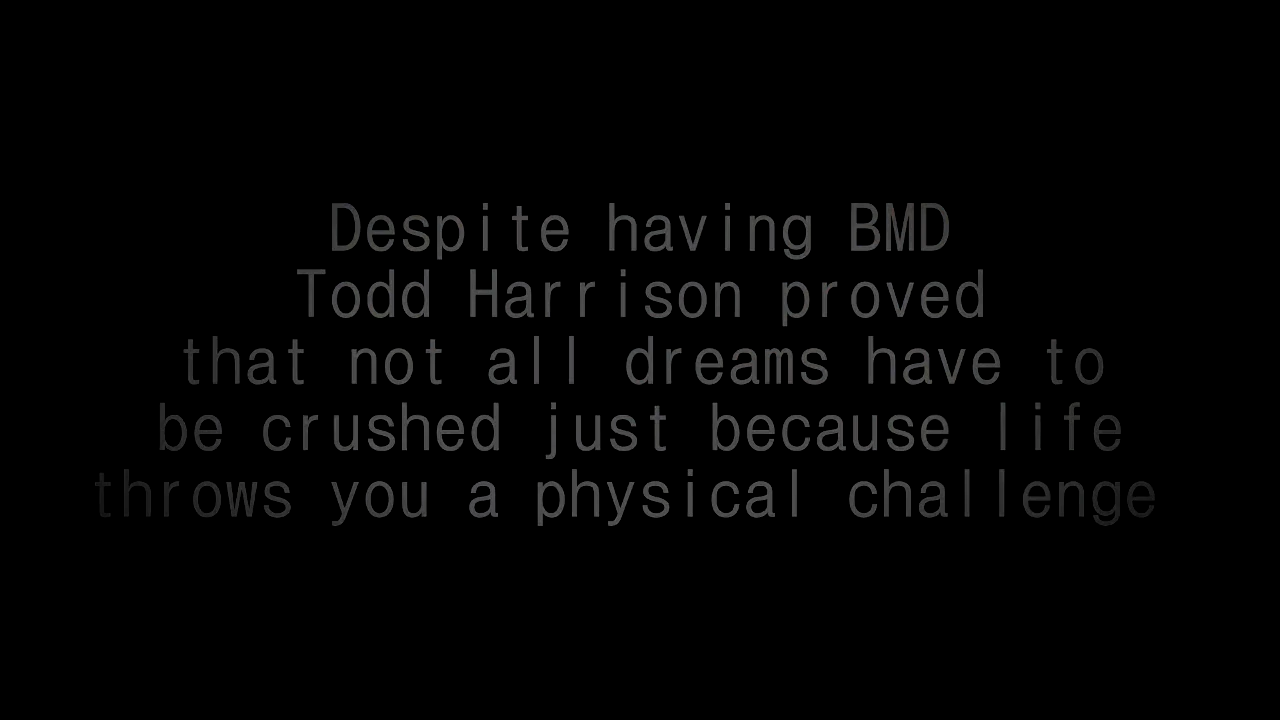 Despite having BMD
Todd Harrison proved
that not all dreams have to
be crushed just because life
throws you a physical challenge